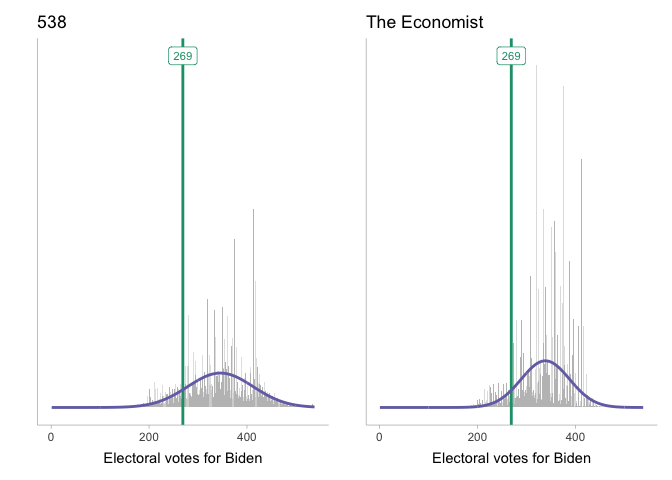 538
269
0 200 400
Electoral votes for Biden
The Economist
269
0 200 400
Electoral votes for Biden